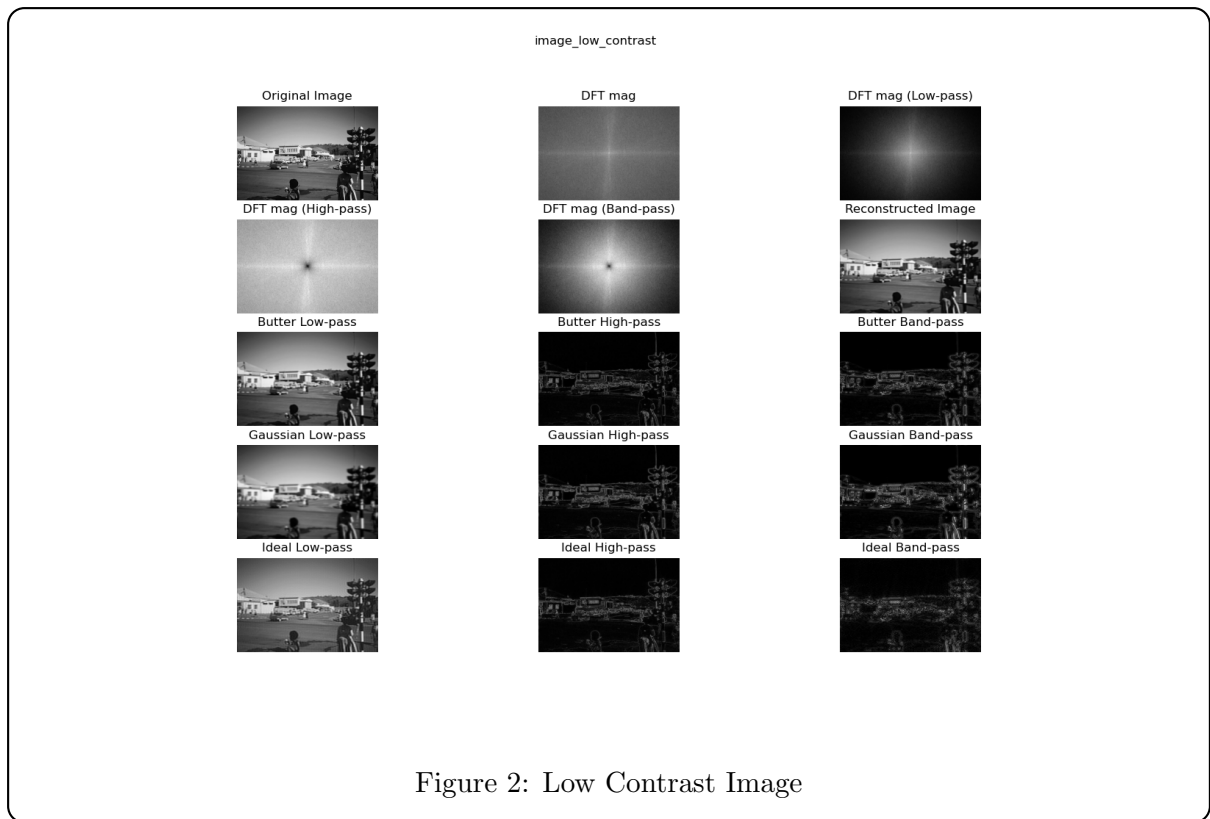 image_low_contrast
Original Image DFT mag DFT mag (Low-pass)
DFT mag (High-pass) DFT mag (Band-pass) Reconstructed Image
Butter Low-pass Butter High-pass Butter Band-pass
Gaussian Low-pass Gaussian High-pass Gaussian Band-pass
Ideal Low-pass Ideal High-pass Ideal Band-pass
Figure 2: Low Contrast Image